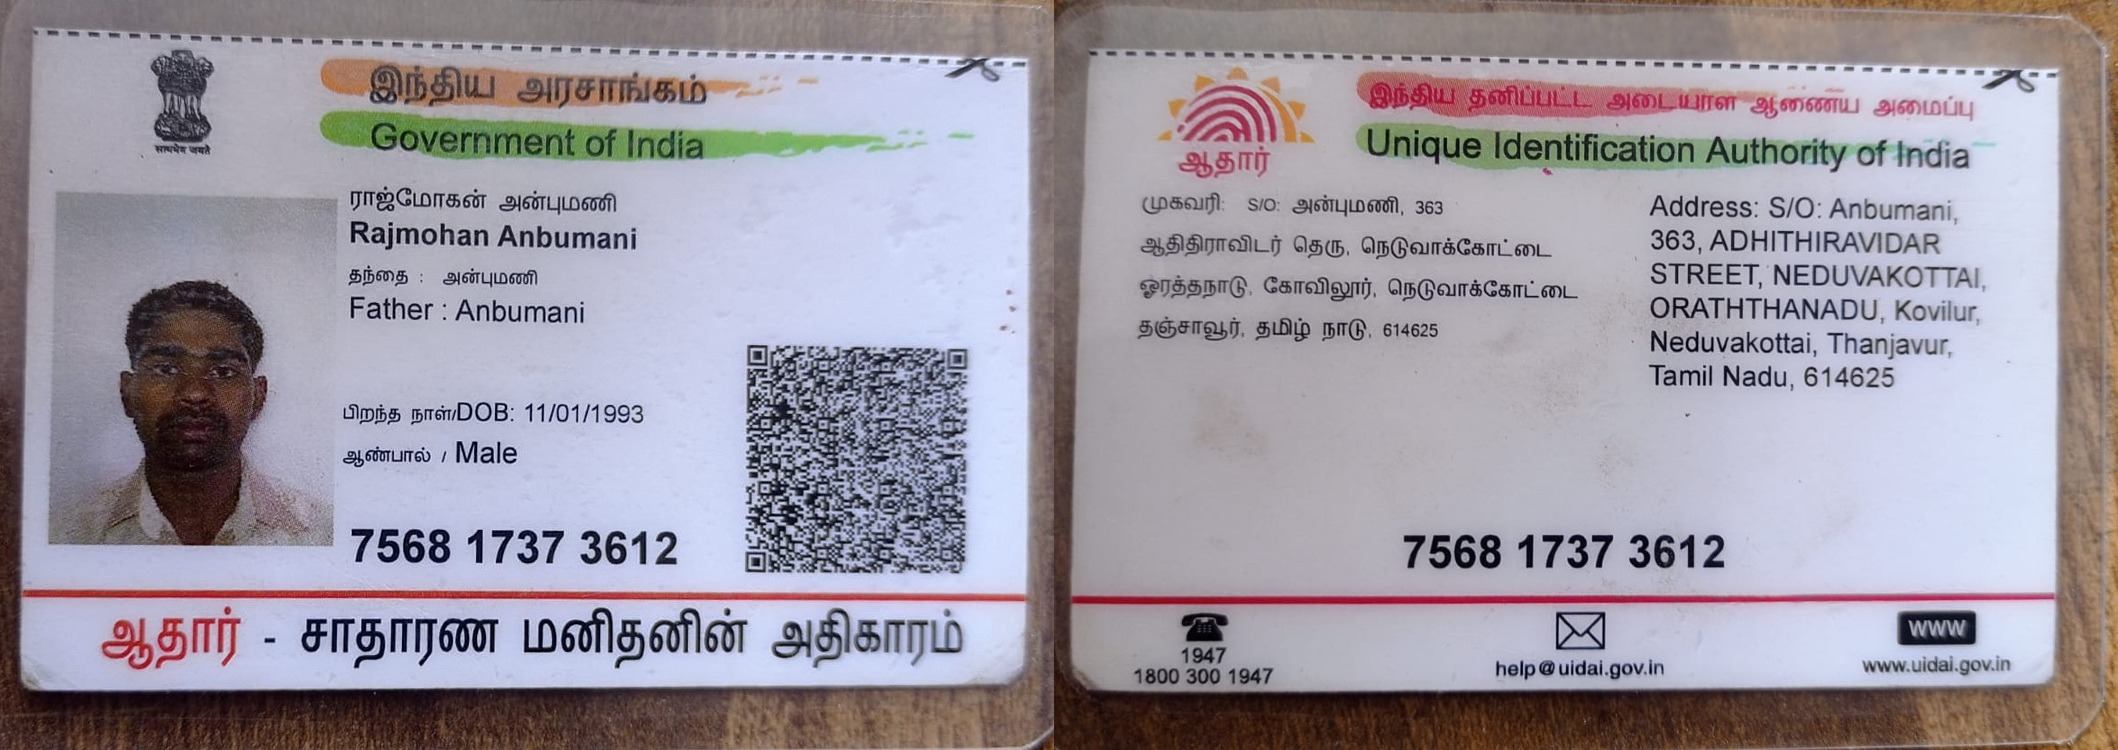 இந்திய அரசாங்கம்
Government of India
सत्यमेव जयते
ராஜ்மோகன் அன்புமணி
Rajmohan Anbumani
தந்தை : அன்புமணி
Father : Anbumani
பிறந்த நாள்/DOB: 11/01/1993
ஆண்பால் / Male
7568 1737 3612
ஆதார் - சாதாரண மனிதனின் அதிகாரம்
இந்திய தனிப்பட்ட அடையாள ஆணைய அமைப்பு
Unique Identification Authority of India
ஆதார்
முகவரி: S/O: அன்புமணி, 363
ஆதிதிராவிடர் தெரு, நெடுவாக்கோட்டை
ஓரத்தநாடு, கோவிலூர், நெடுவாக்கோட்டை
தஞ்சாவூர், தமிழ் நாடு, 614625
Address: S/O: Anbumani,
363, ADHITHIRAVIDAR
STREET, NEDUVAKOTTAI,
ORATHTHANADU, Kovilur,
Neduvakottai, Thanjavur,
Tamil Nadu, 614625
7568 1737 3612
1947
1800 300 1947
help@uidai.gov.in
WWW
www.uidai.gov.in